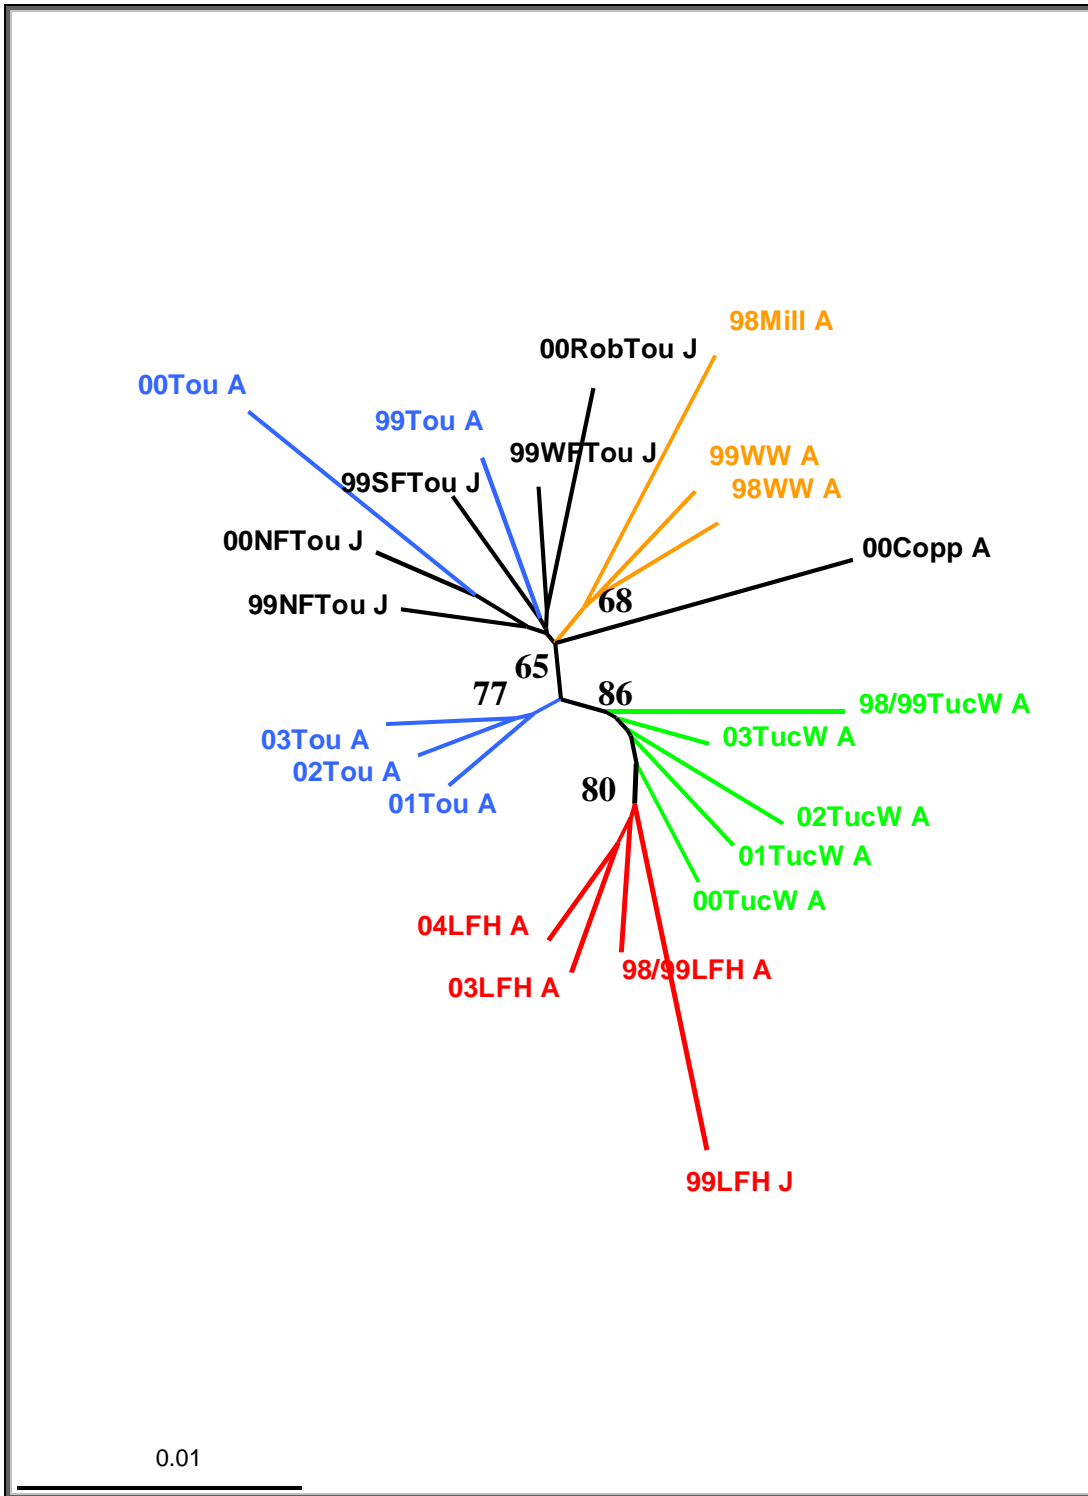 98Mill A
00RobTou J
00Tou A
99Tou A
99WFTou J
99WW A
99SFTou J
98WW A
00NFTou J
00Copp A
99NFTou J
68
65
77
86
98/99TucW A
03Tou A
03TucW A
02Tou A
80
01Tou A
02TucW A
01TucW A
00TucW A
04LFH A
98/99LFH A
03LFH A
99LFH J
0.01